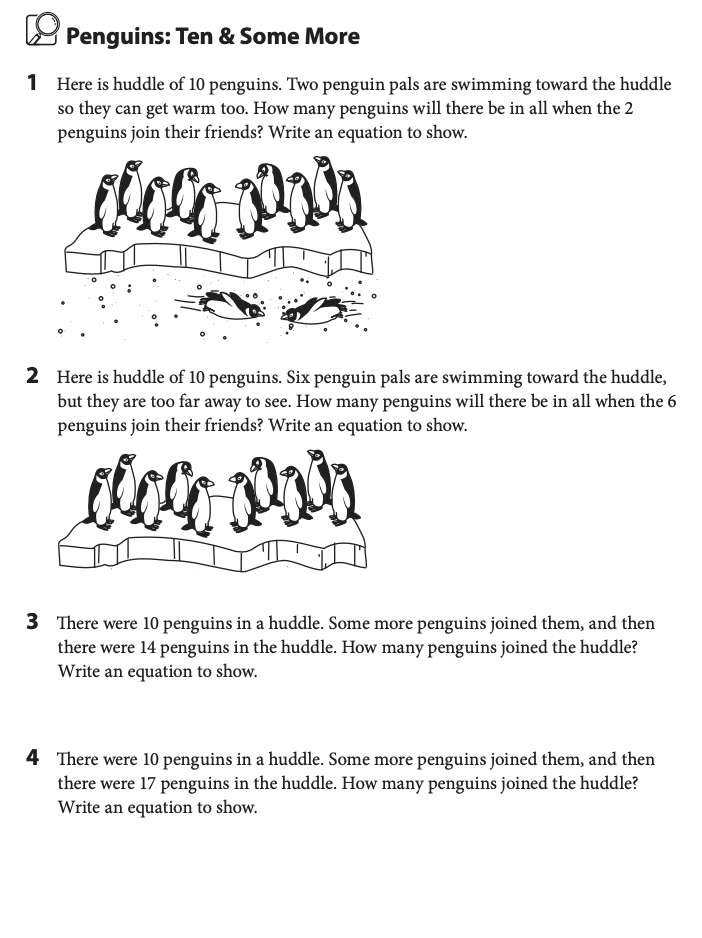 Penguins: Ten & Some More
1 Here is huddle of 10 penguins. Two penguin pals are swimming toward the huddle
so they can get warm too. How many penguins will there be in all when the 2
penguins join their friends? Write an equation to show.
2 Here is huddle of 10 penguins. Six penguin pals are swimming toward the huddle,
but they are too far away to see. How many penguins will there be in all when the 6
penguins join their friends? Write an equation to show.
3 There were 10 penguins in a huddle. Some more penguins joined them, and then
there were 14 penguins in the huddle. How many penguins joined the huddle?
Write an equation to show.
4 There were 10 penguins in a huddle. Some more penguins joined them, and then
there were 17 penguins in the huddle. How many penguins joined the huddle?
Write an equation to show.